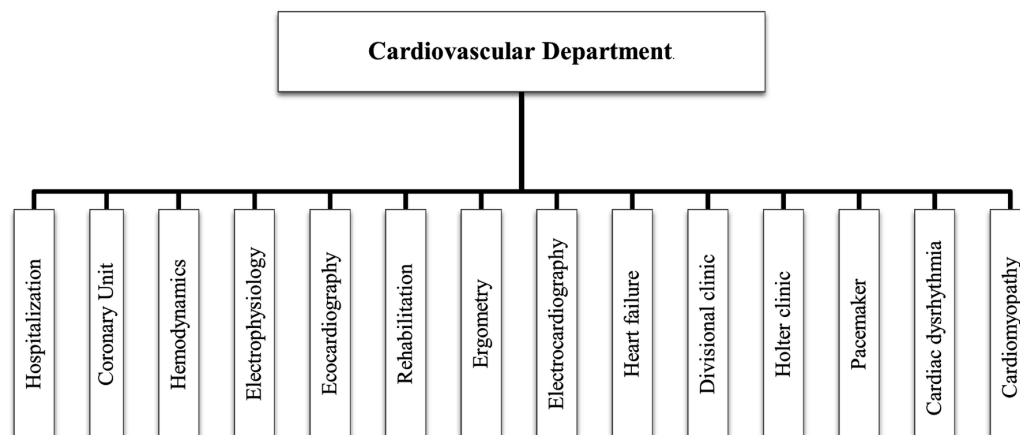 Cardiovascular Department.
Hospitalization
Coronary Unit
Hemodynamics
Electrophysiology
Ecocardiography
Rehabilitation
Ergometry
Electrocardiography
Heart failure
Divisional clinic
Holter clinic
Pacemaker
Cardiac dysrhythmia
Cardiomyopathy